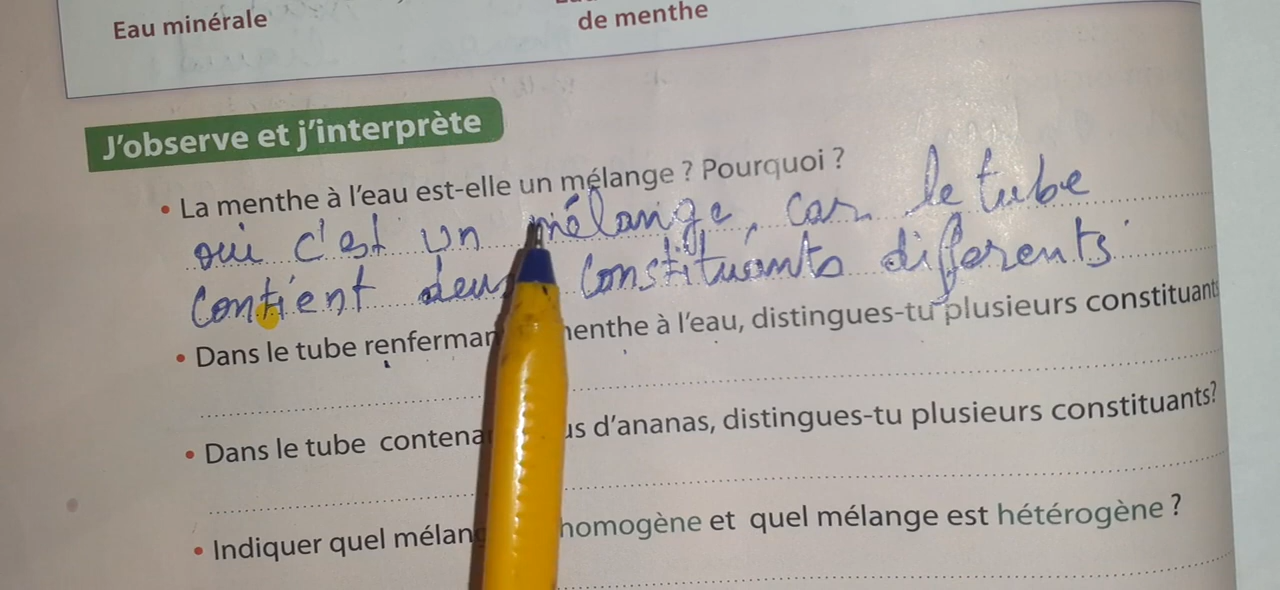 Eau minérale
de menthe
J'observe et j'interprète
• La menthe à l'eau est-elle un mélange ? Pourquoi ?
oui c'est un mélange, car le tube
contient deux constituants différents.
• Dans le tube renferman menthe à l'eau, distingues-tu plusieurs constituant
• Dans le tube contena us d'ananas, distingues-tu plusieurs constituants?
• Indiquer quel mélang homogène et quel mélange est hétérogène ?